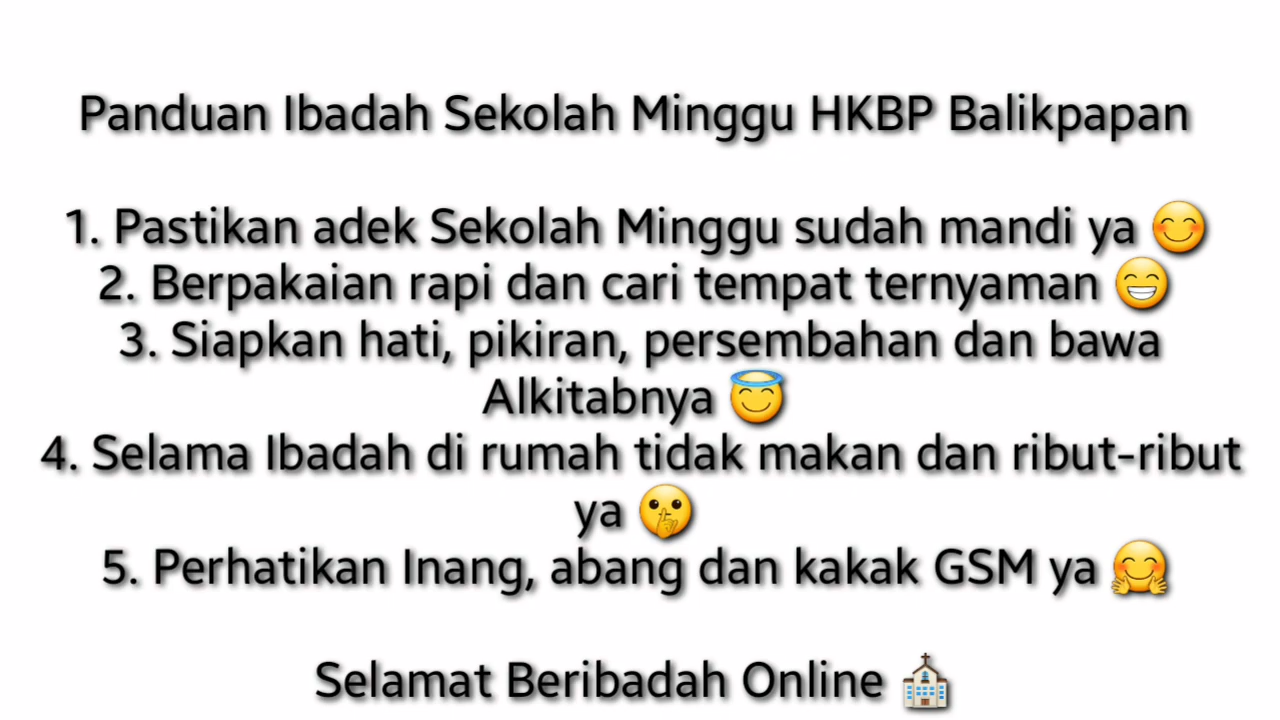 Panduan Ibadah Sekolah Minggu HKBP Balikpapan
1. Pastikan adek Sekolah Minggu sudah mandi ya 😊
2. Berpakaian rapi dan cari tempat ternyaman 😁
3. Siapkan hati, pikiran, persembahan dan bawa
Alkitabnya 😇
4. Selama Ibadah di rumah tidak makan dan ribut-ribut
ya 🤫
5. Perhatikan Inang, abang dan kakak GSM ya 🤗
Selamat Beribadah Online ⛪